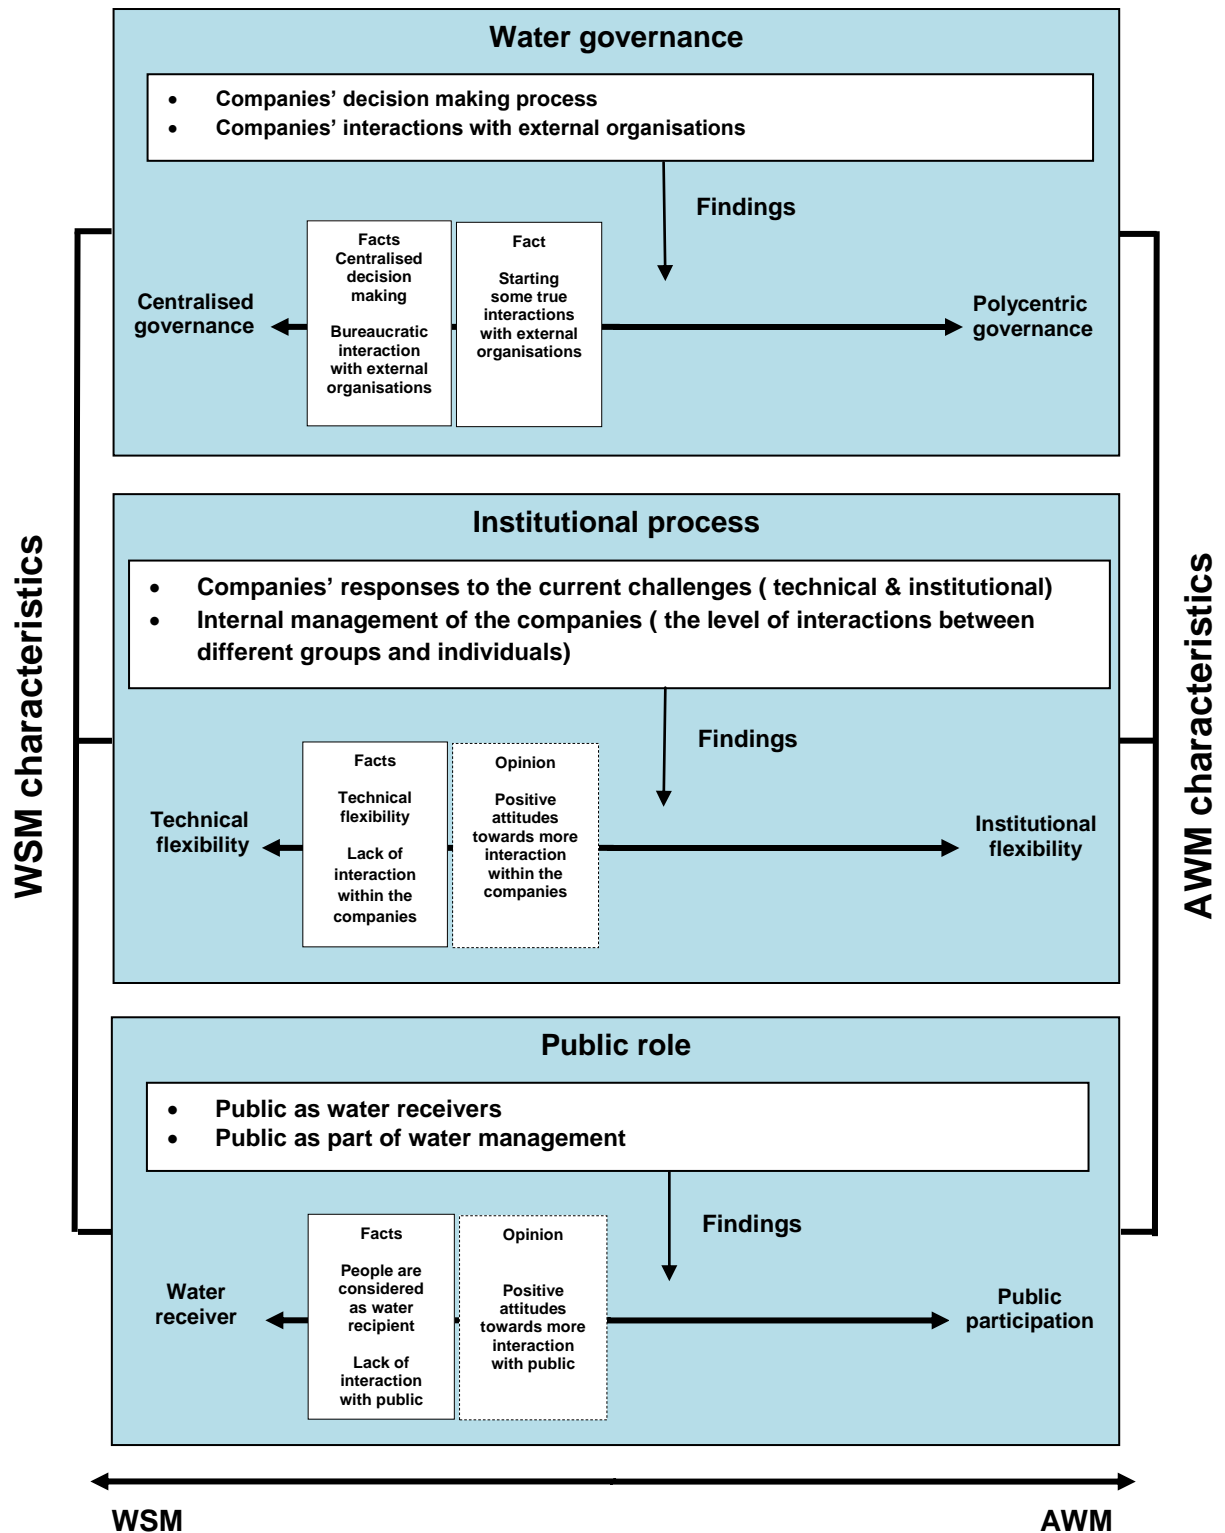 Water governance
• Companies’ decision making process
• Companies’ interactions with external organisations
Findings
Facts
Centralised
decision
making
Bureaucratic
interaction
with external
organisations
Fact
Starting
some true
interactions
with external
organisations
Centralised
governance
Polycentric
governance
WSM characteristics
AWM characteristics
Institutional process
• Companies’ responses to the current challenges ( technical & institutional)
• Internal management of the companies ( the level of interactions between
different groups and individuals)
Findings
Facts
Technical
flexibility
Lack of
interaction
within the
companies
Opinion
Positive
attitudes
towards more
interaction
within the
companies
Technical
flexibility
Institutional
flexibility
Public role
• Public as water receivers
• Public as part of water management
Findings
Facts
People are
considered
as water
recipient
Lack of
interaction
with public
Opinion
Positive
attitudes
towards more
interaction
with public
Water
receiver
Public
participation
WSM
AWM